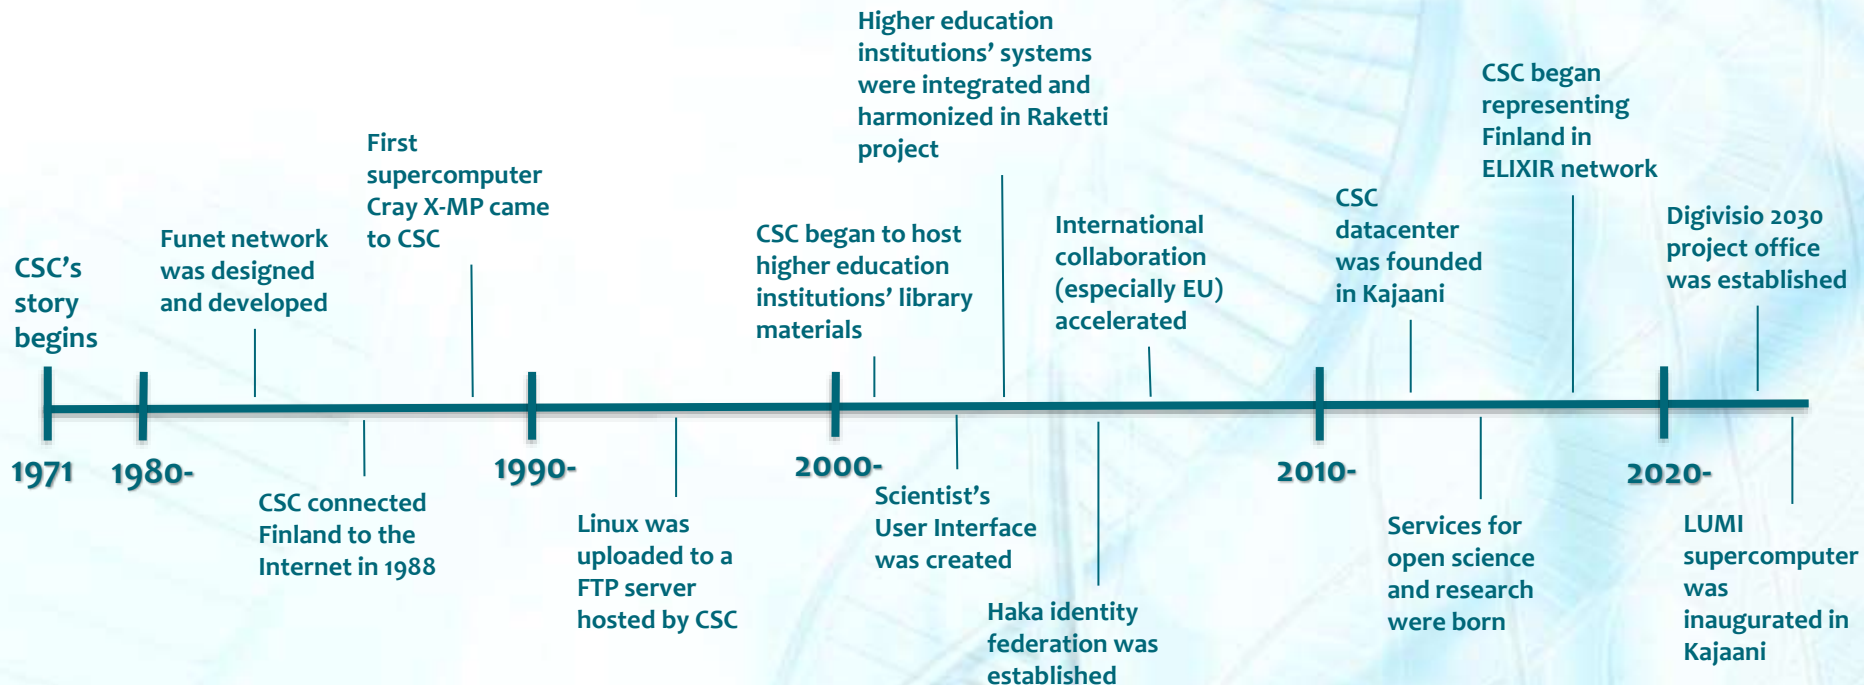 CSC's
story
begins
1971
1980-
Funet network
was designed
and developed
CSC connected
Finland to the
Internet in 1988
First
supercomputer
Cray X-MP came
to CSC
1990-
Linux was
uploaded to a
FTP server
hosted by CSC
2000-
CSC began to host
higher education
institutions' library
materials
Scientist's
User Interface
was created
Higher education
institutions' systems
were integrated and
harmonized in Raketti
project
Haka identity
federation was
established
International
collaboration
(especially EU)
accelerated
2010-
CSC
datacenter
was founded
in Kajaani
Services for
open science
and research
were born
CSC began
representing
Finland in
ELIXIR network
2020-
Digivisio 2030
project office
was established
LUMI
supercomputer
was
inaugurated in
Kajaani